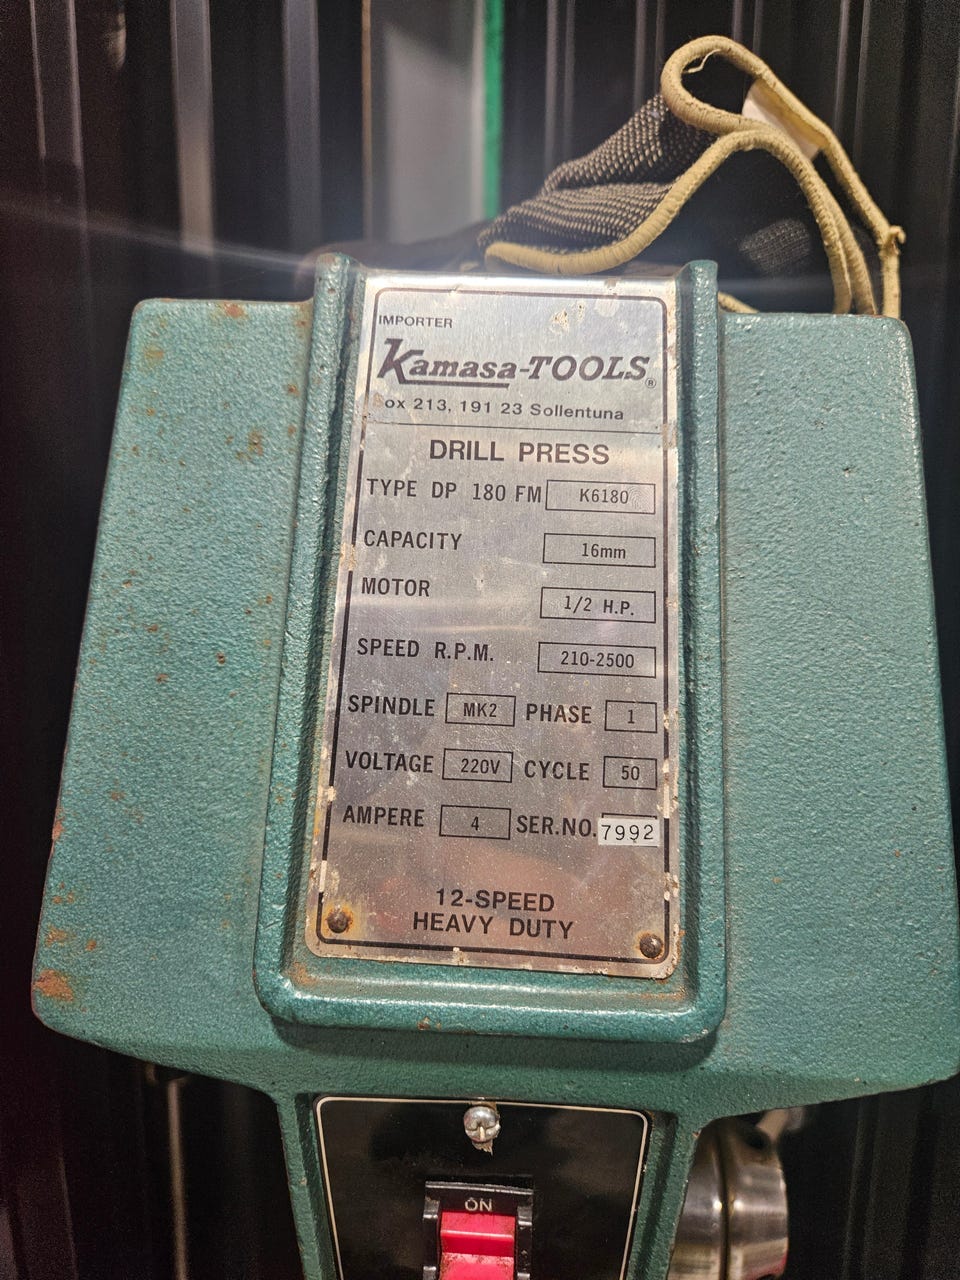 IMPORTER
Kamasa-TOOLS®
Box 213, 191 23 Sollentuna
DRILL PRESS
TYPE DP 180 FM K6180
CAPACITY 16mm
MOTOR 1/2 H.P.
SPEED R.P.M. 210-2500
SPINDLE MK2 PHASE 1
VOLTAGE 220V CYCLE 50
AMPERE 4 SER.NO. 7992
12-SPEED
HEAVY DUTY
ON